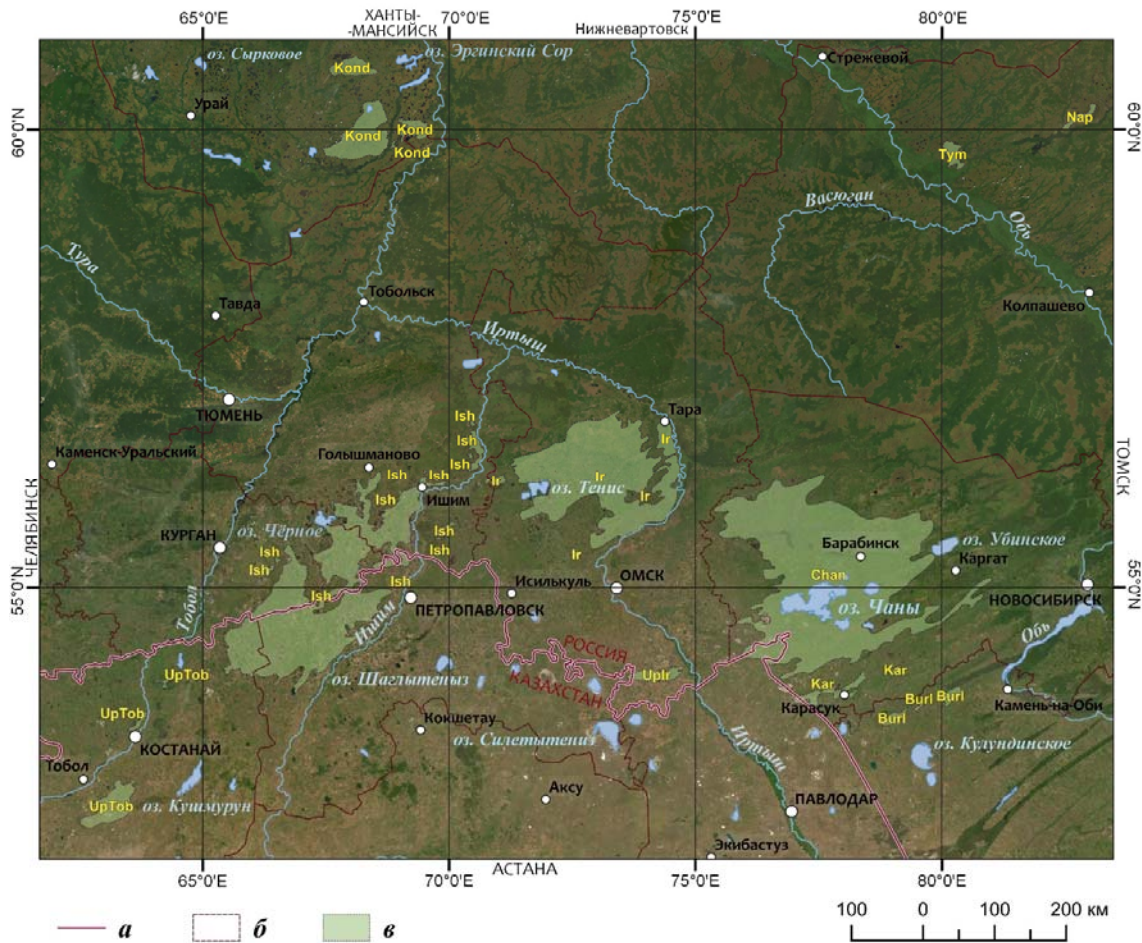 65°0'E
ХАНТЫ-
-МАНСИЙСК
70°0'E
Нижневартовск
75°0'E
80°0'E
оз. Сырковое
оз. Эргинский Сор
Стрежевой
Kond
Урай
60°0'N
Kond
Kond
Kond
Nap
60°0'N
Tym
Васюган
Обь
Тура
Тавда
Тобольск
Колпашево
Иртыш
ТЮМЕНЬ
Тара
Ish
Ish
Ir
Каменск-Уральский
Голышманово
Ish
Ish
Ish
Ir
Ir
ТОМСК
Ish
Ишим
оз. Тенис
Ir
ЧЕЛЯБИНСК
КУРГАН
оз. Чёрное
Ish
Ish
Ish
Ir
Барабинск
оз. Убинское
Каргат
Ish
Ish
Chan
55°0'N
Исилькуль
ОМСК
55°0'N
Ish
ПЕТРОПАВЛОВСК
оз. Чаны
НОВОСИБИРСК
Тобол
Ишим
Обь
РОССИЯ
КАЗАХСТАН
UpTob
оз. Шаглытениз
UpIr
Kar
Kar
Карасук
Burl
Burl
Burl
Камень-на-Оби
UpTob
КОСТАНАЙ
Кокшетау
оз. Силетытениз
Иртыш
оз. Кулундинское
Тобол
UpTob
оз. Кушмурун
Аксу
ПАВЛОДАР
Экибастуз
65°0'E
70°0'E
АСТАНА
75°0'E
80°0'E
а
б
в
100 0 100 200 км